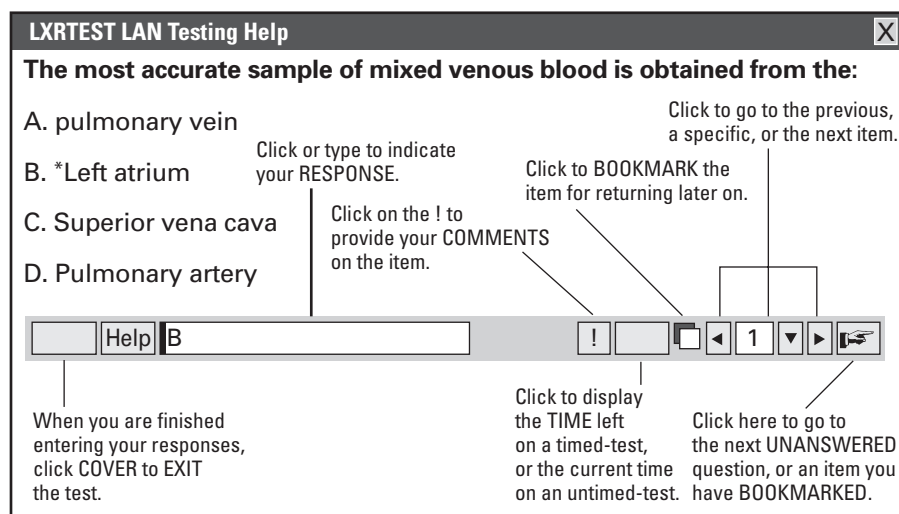 LXRTEST LAN Testing Help
X
The most accurate sample of mixed venous blood is obtained from the:
A. pulmonary vein
B. *Left atrium
C. Superior vena cava
D. Pulmonary artery
Click or type to indicate
your RESPONSE.
Click on the ! to
provide your COMMENTS
on the item.
Click to BOOKMARK the
item for returning later on.
Click to go to the previous,
a specific, or the next item.
Help B ! 1
When you are finished
entering your responses,
click COVER to EXIT
the test.
Click to display
the TIME left
on a timed-test,
or the current time
on an untimed-test.
Click here to go to
the next UNANSWERED
question, or an item you
have BOOKMARKED.